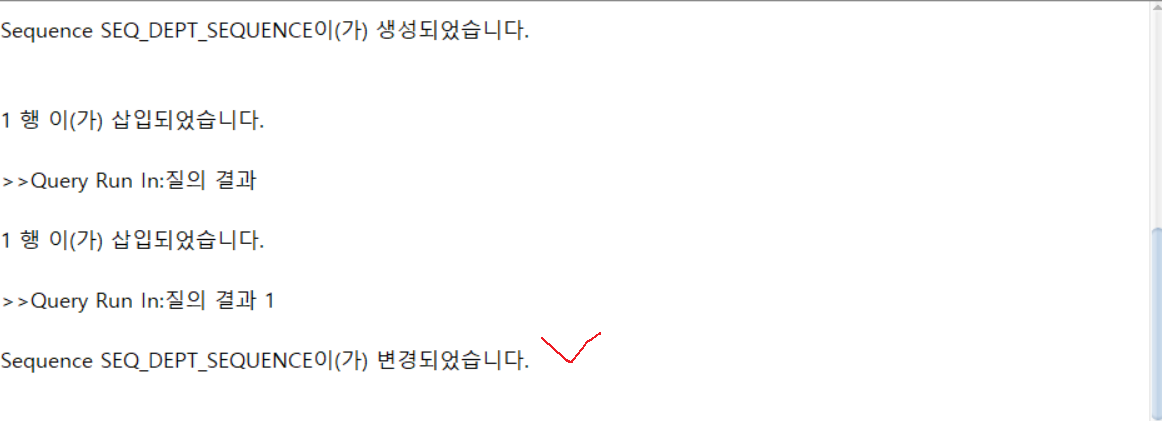 Sequence SEQ_DEPT_SEQUENCE이(가) 생성되었습니다.
1 행 이(가) 삽입되었습니다.
>>Query Run In:질의 결과
1 행 이(가) 삽입되었습니다.
>>Query Run In:질의 결과 1
Sequence SEQ_DEPT_SEQUENCE이(가) 변경되었습니다.